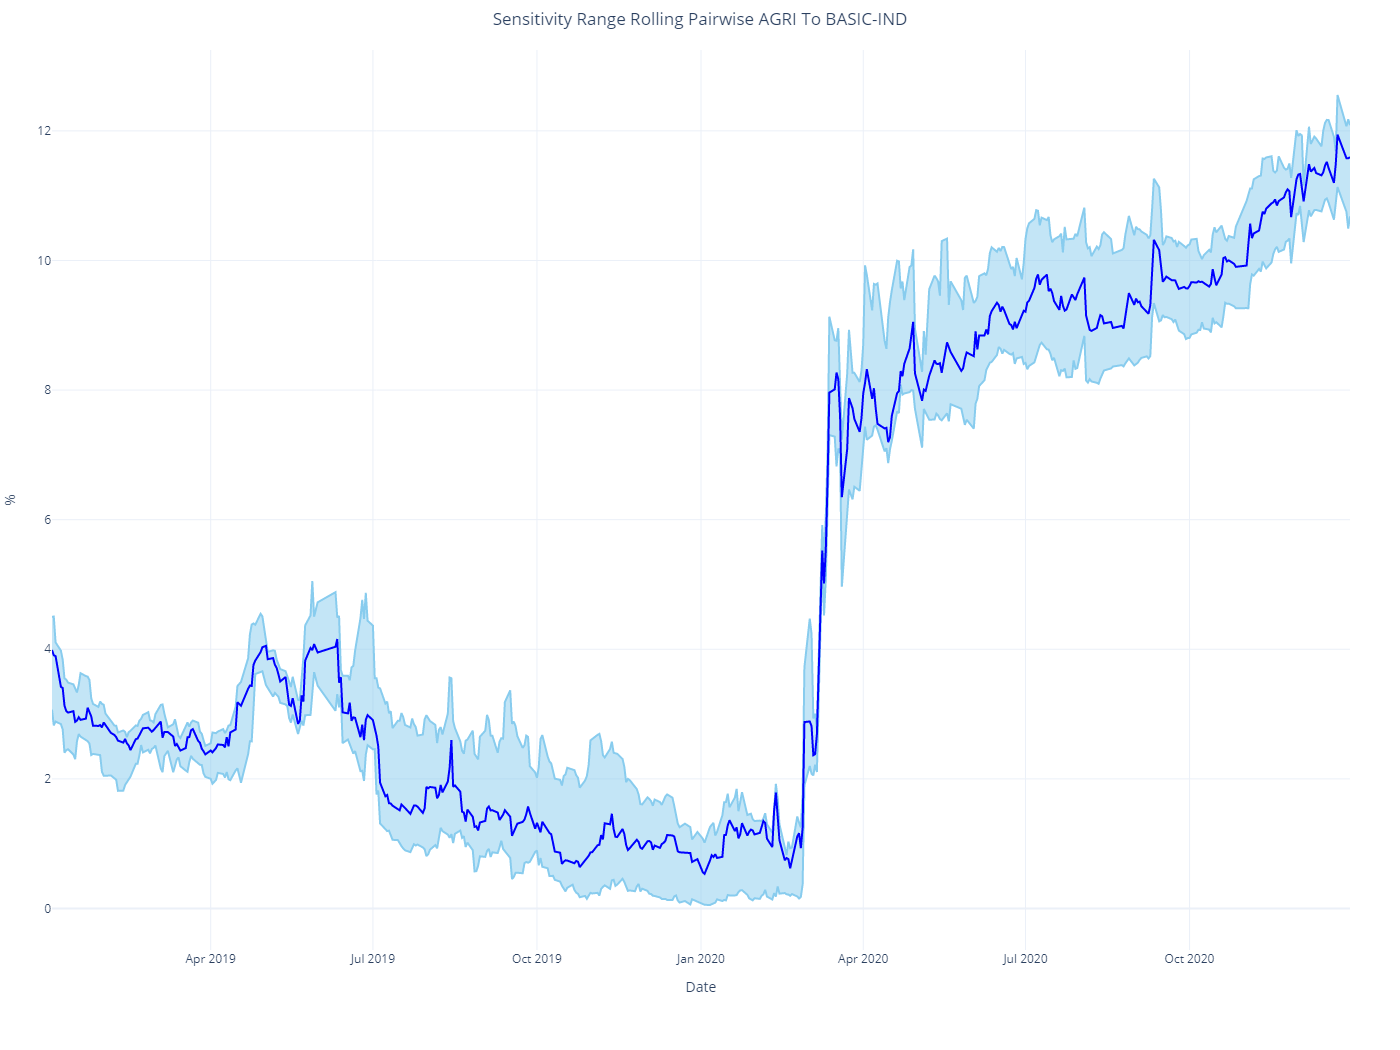 Sensitivity Range Rolling Pairwise AGRI To BASIC-IND
12
10
8
6
4
2
0
%
Apr 2019
Jul 2019
Oct 2019
Jan 2020
Apr 2020
Jul 2020
Oct 2020
Date